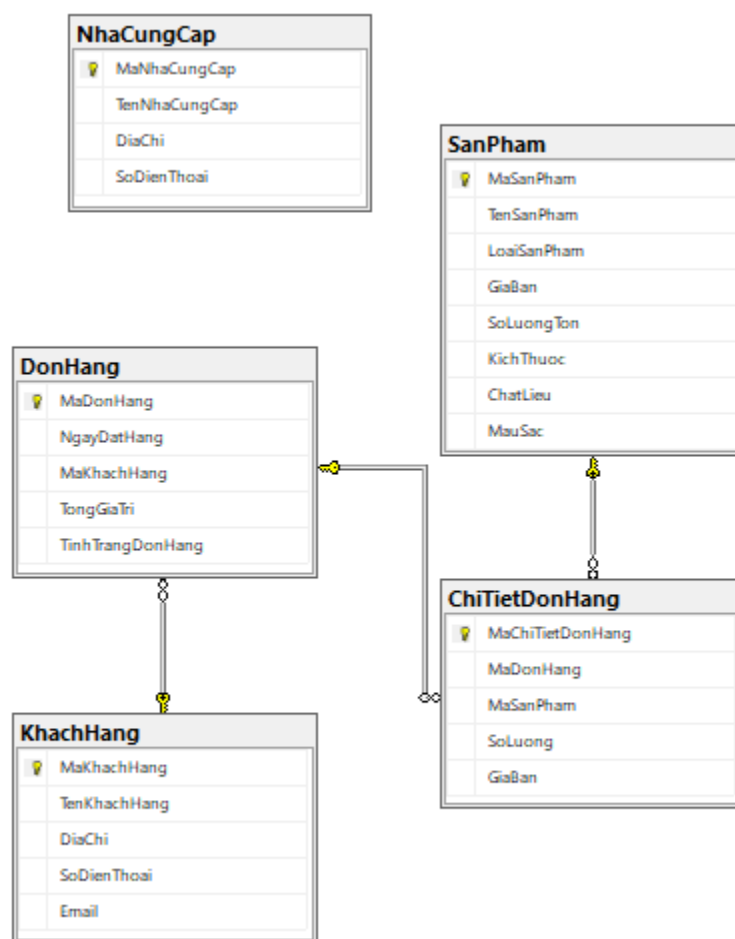 NhaCungCap
MaNhaCungCap
TenNhaCungCap
DiaChi
SoDienThoai
SanPham
MaSanPham
TenSanPham
LoaiSanPham
GiaBan
SoLuongTon
KichThuoc
ChatLieu
MauSac
DonHang
MaDonHang
NgayDatHang
MaKhachHang
TongGiaTri
TinhTrangDonHang
ChiTietDonHang
MaChiTietDonHang
MaDonHang
MaSanPham
SoLuong
GiaBan
KhachHang
MaKhachHang
TenKhachHang
DiaChi
SoDienThoai
Email